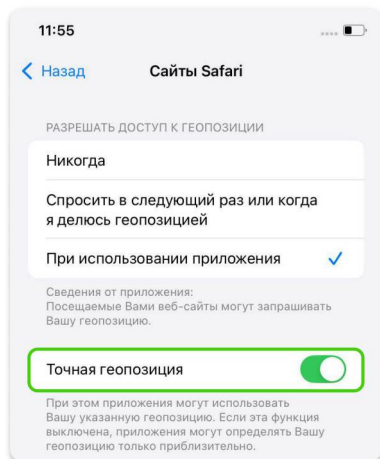 11:55
Назад
Сайты Safari
РАЗРЕШАТЬ ДОСТУП К ГЕОПОЗИЦИИ
Никогда
Спросить в следующий раз или когда
я делюсь геопозицией
При использовании приложения
Сведения от приложения:
Посещаемые Вами веб-сайты могут запрашивать
Вашу геопозицию.
Точная геопозиция
При этом приложения могут использовать
Вашу указанную геопозицию. Если эта функция
выключена, приложения могут определять Вашу
геопозицию только приблизительно.